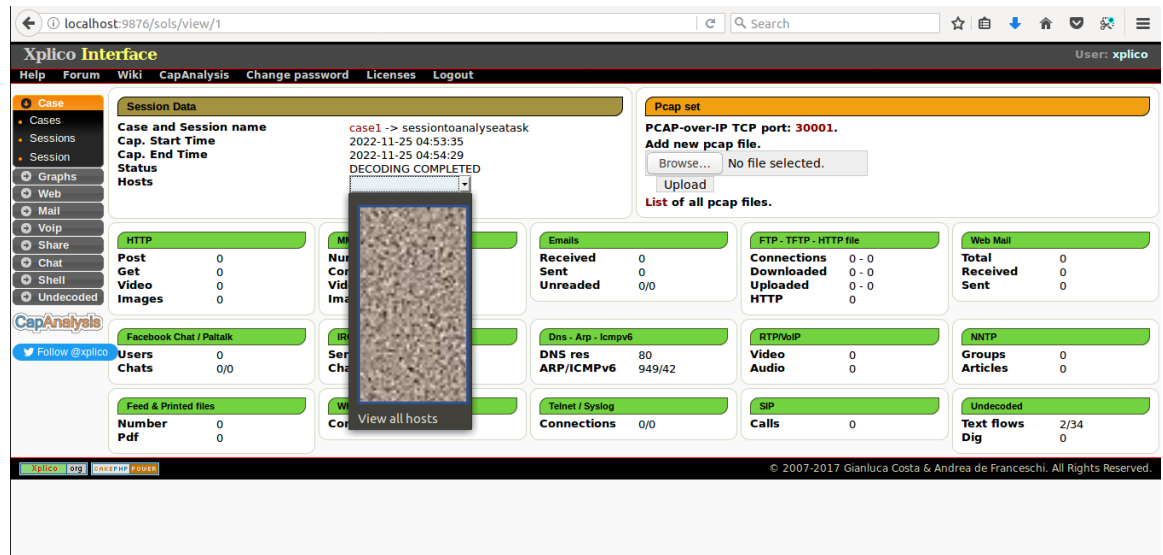 localhost:9876/sols/view/1
Search
Xplico Interface
User: xplico
Help Forum Wiki CapAnalysis Change password Licenses Logout
Case
Cases
Sessions
Session
Graphs
Web
Mail
Voip
Share
Chat
Shell
Undecoded
CapAnalysis
Follow @xplico
Session Data
Case and Session name case1 -> sessiontoanalyseatask
Cap. Start Time 2022-11-25 04:53:35
Cap. End Time 2022-11-25 04:54:29
Status DECODING COMPLETED
Hosts
View all hosts
Pcap set
PCAP-over-IP TCP port: 30001.
Add new pcap file.
Browse... No file selected.
Upload
List of all pcap files.
HTTP
Post 0
Get 0
Video 0
Images 0
Emails
Received 0
Sent 0
Unreaded 0/0
FTP - TFTP - HTTP file
Connections 0 - 0
Downloaded 0 - 0
Uploaded 0 - 0
HTTP 0
Web Mail
Total 0
Received 0
Sent 0
Facebook Chat / Paltalk
Users 0
Chats 0/0
Dns - Arp - Icmpv6
DNS res 80
ARP/ICMPv6 949/42
RTP/VoIP
Video 0
Audio 0
NNTP
Groups 0
Articles 0
Feed & Printed files
Number 0
Pdf 0
Telnet / Syslog
Connections 0/0
SIP
Calls 0
Undecoded
Text flows 2/34
Dig 0
Xplico org CAKEPHP POWER
© 2007-2017 Gianluca Costa & Andrea de Franceschi. All Rights Reserved.